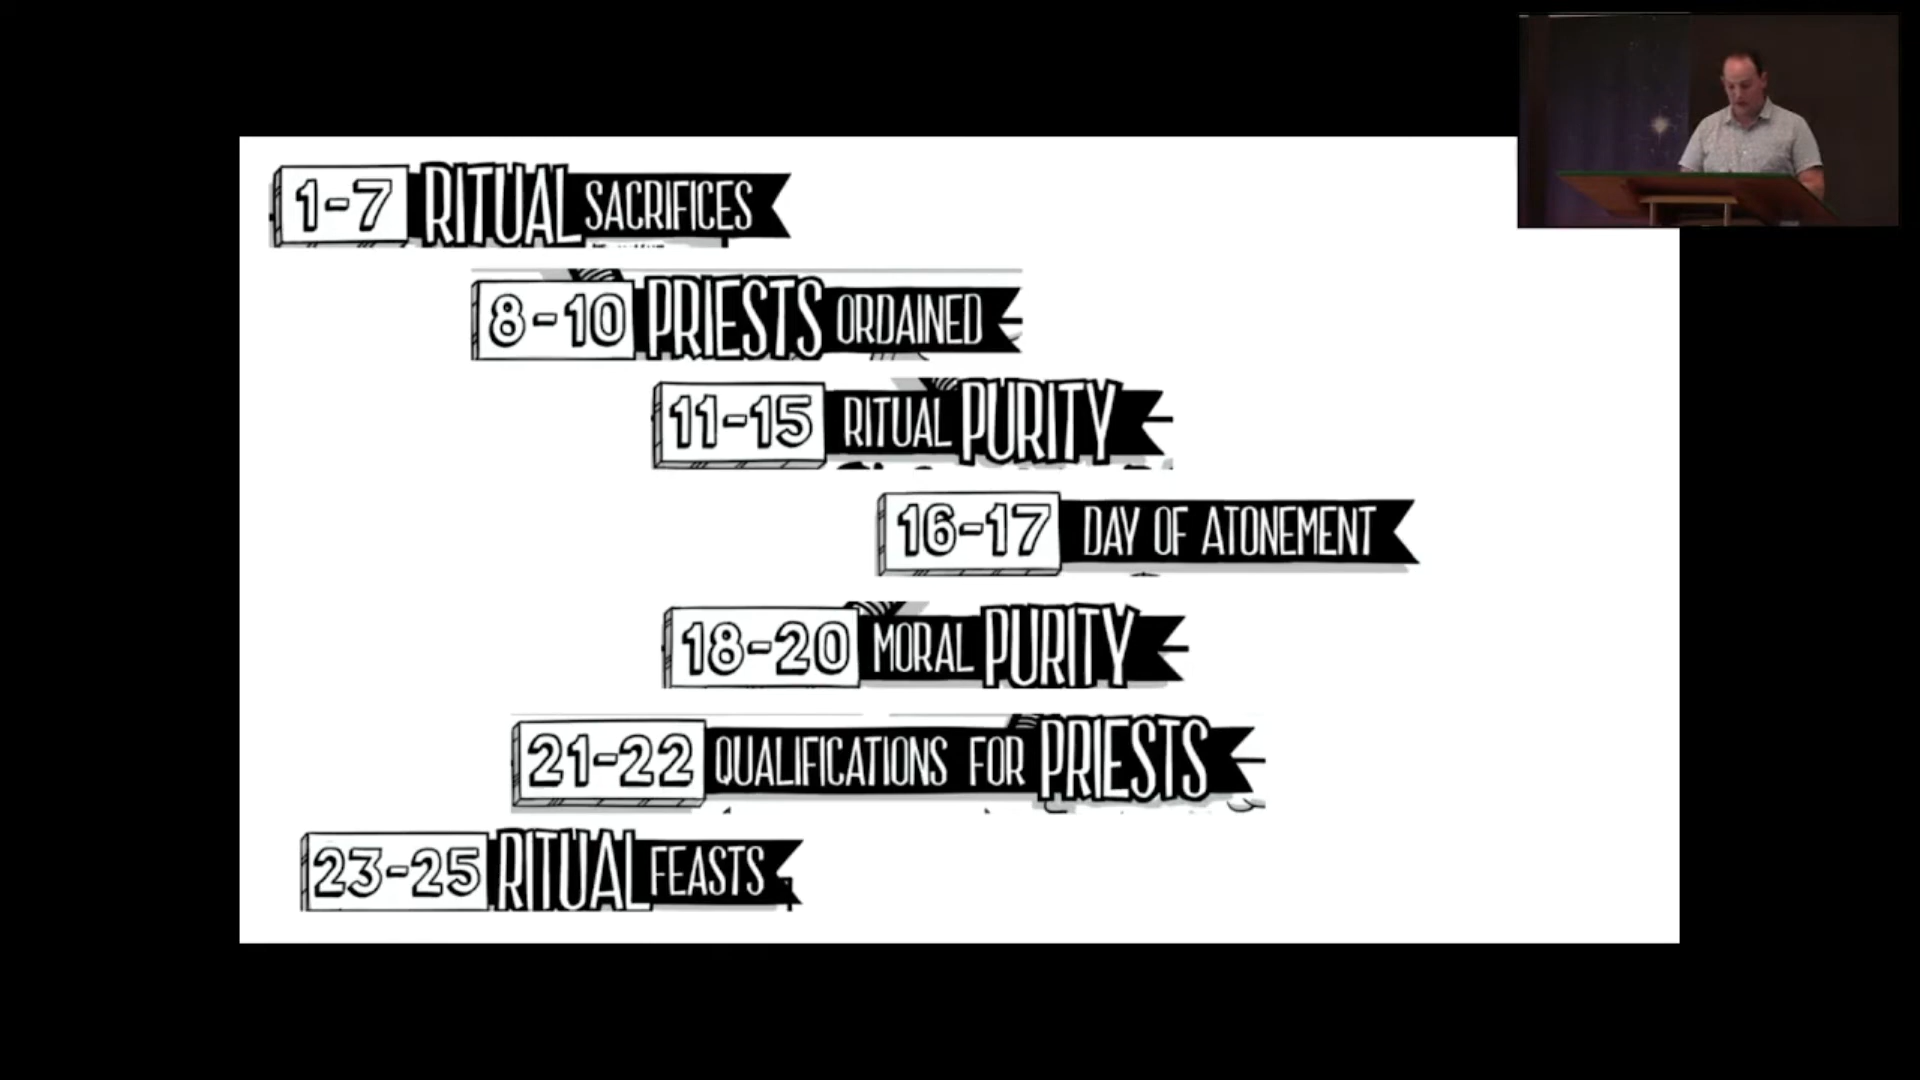 1-7 RITUAL SACRIFICES
8-10 PRIESTS ORDAINED
11-15 RITUAL PURITY
16-17 DAY OF ATONEMENT
18-20 MORAL PURITY
21-22 QUALIFICATIONS FOR PRIESTS
23-25 RITUAL FEASTS